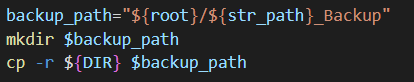 backup_path="${root}/${str_path}_Backup"
mkdir $backup_path
cp -r ${DIR} $backup_path